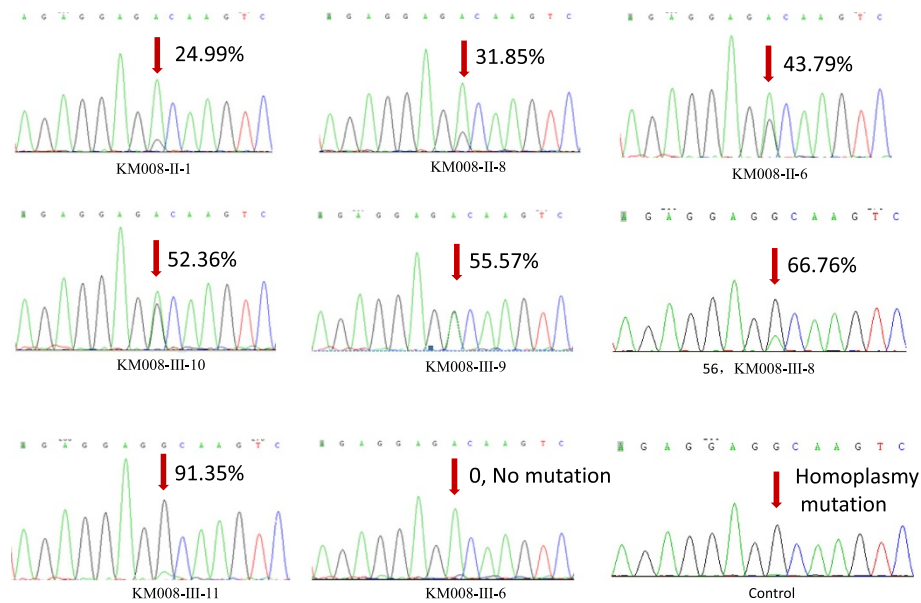 A G A G G A G A C A A G T C
24.99%
KM008-II-1
A G A G G A G A C A A G T C
31.85%
KM008-II-8
A G A G G A G A C A A G T C
43.79%
KM008-II-6
A G A G G A G A C A A G T C
52.36%
KM008-III-10
A G A G G A G A C A A G T C
55.57%
KM008-III-9
A G A G G A G G C A A G T C
66.76%
56，KM008-III-8
A G A G G A G G C A A G T C
91.35%
KM008-III-11
A G A G G A G A C A A G T C
0, No mutation
KM008-III-6
A G A G G A G G C A A G T C
Homoplasmy
mutation
Control